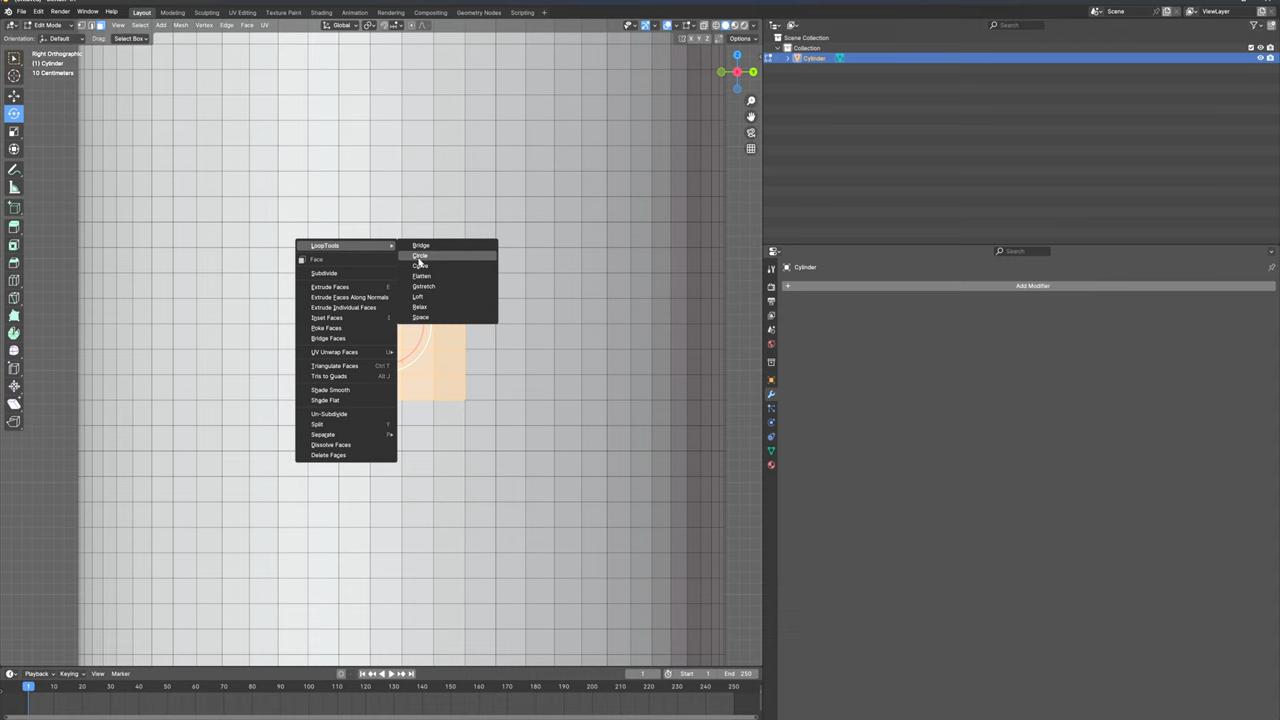 File Edit Render Window Help Layout Modeling Sculpting UV Editing Texture Paint Shading Animation Rendering Compositing Geometry Nodes Scripting + Scene ViewLayer
Edit Mode View Select Add Mesh Vertex Edge Face UV Global Options
Orientation: Default Drag: Select Box X Y Z
Right Orthographic
(1) Cylinder
10 Centimeters
Z
Y
LoopTools
Face
Subdivide
Extrude Faces E
Extrude Faces Along Normals
Extrude Individual Faces
Inset Faces I
Poke Faces
Bridge Faces
UV Unwrap Faces U
Triangulate Faces Ctrl T
Tris to Quads Alt J
Shade Smooth
Shade Flat
Un-Subdivide
Split Y
Separate P
Dissolve Faces
Delete Faces
Bridge
Circle
Curve
Flatten
Gstretch
Loft
Relax
Space
Search
Scene Collection
Collection
Cylinder
Search
Cylinder
+ Add Modifier
Playback Keying View Marker 1 Start 1 End 250
1 10 20 30 40 50 60 70 80 90 100 110 120 130 140 150 160 170 180 190 200 210 220 230 240 250